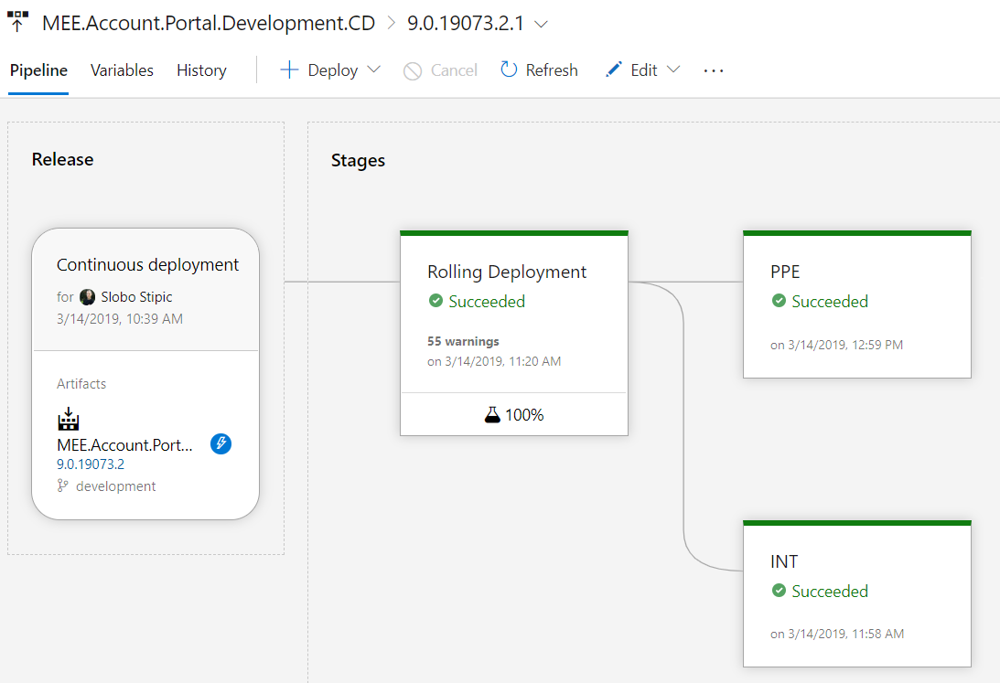 MEE.Account.Portal.Development.CD > 9.0.19073.2.1
Pipeline Variables History Deploy Cancel Refresh Edit ...
Release
Continuous deployment
for Slobo Stipic
3/14/2019, 10:39 AM
Artifacts
MEE.Account.Port...
9.0.19073.2
development
Stages
Rolling Deployment
Succeeded
55 warnings
on 3/14/2019, 11:20 AM
100%
PPE
Succeeded
on 3/14/2019, 12:59 PM
INT
Succeeded
on 3/14/2019, 11:58 AM